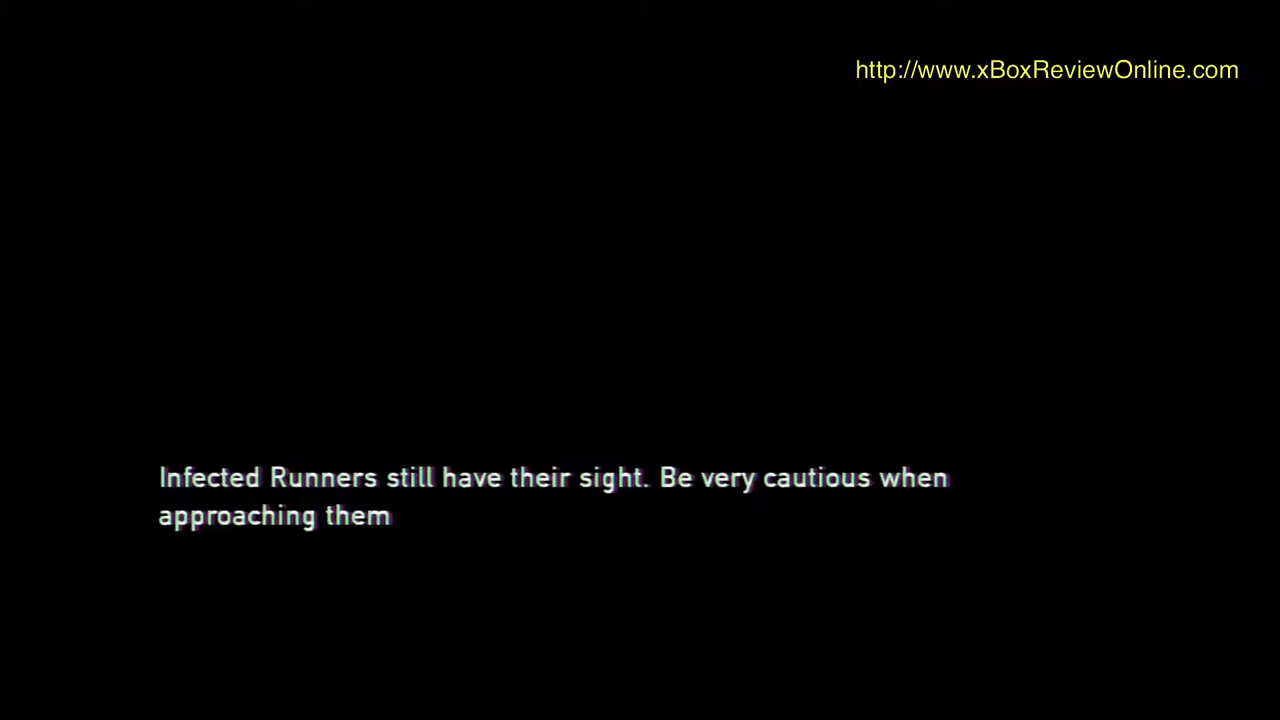 http://www.xBoxReviewOnline.com
Infected Runners still have their sight. Be very cautious when
approaching them